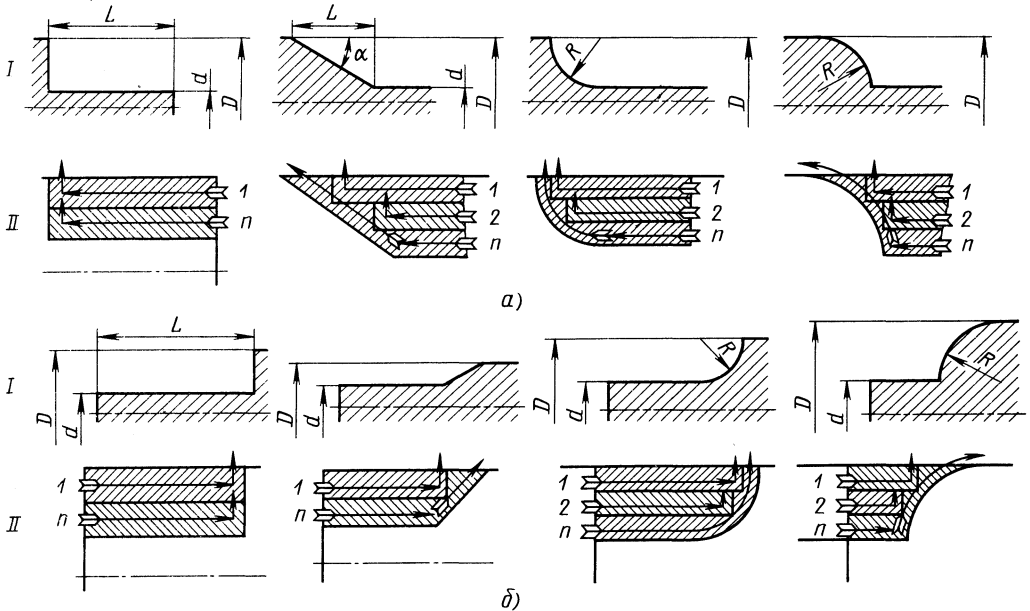 L L
I α R R
d D d D D D
II 1 1 1 1
2 2 2
n n n n
а)
L
I R R
D d D d D d D d
II 1 1 1 1
2 2
n n n n
б)